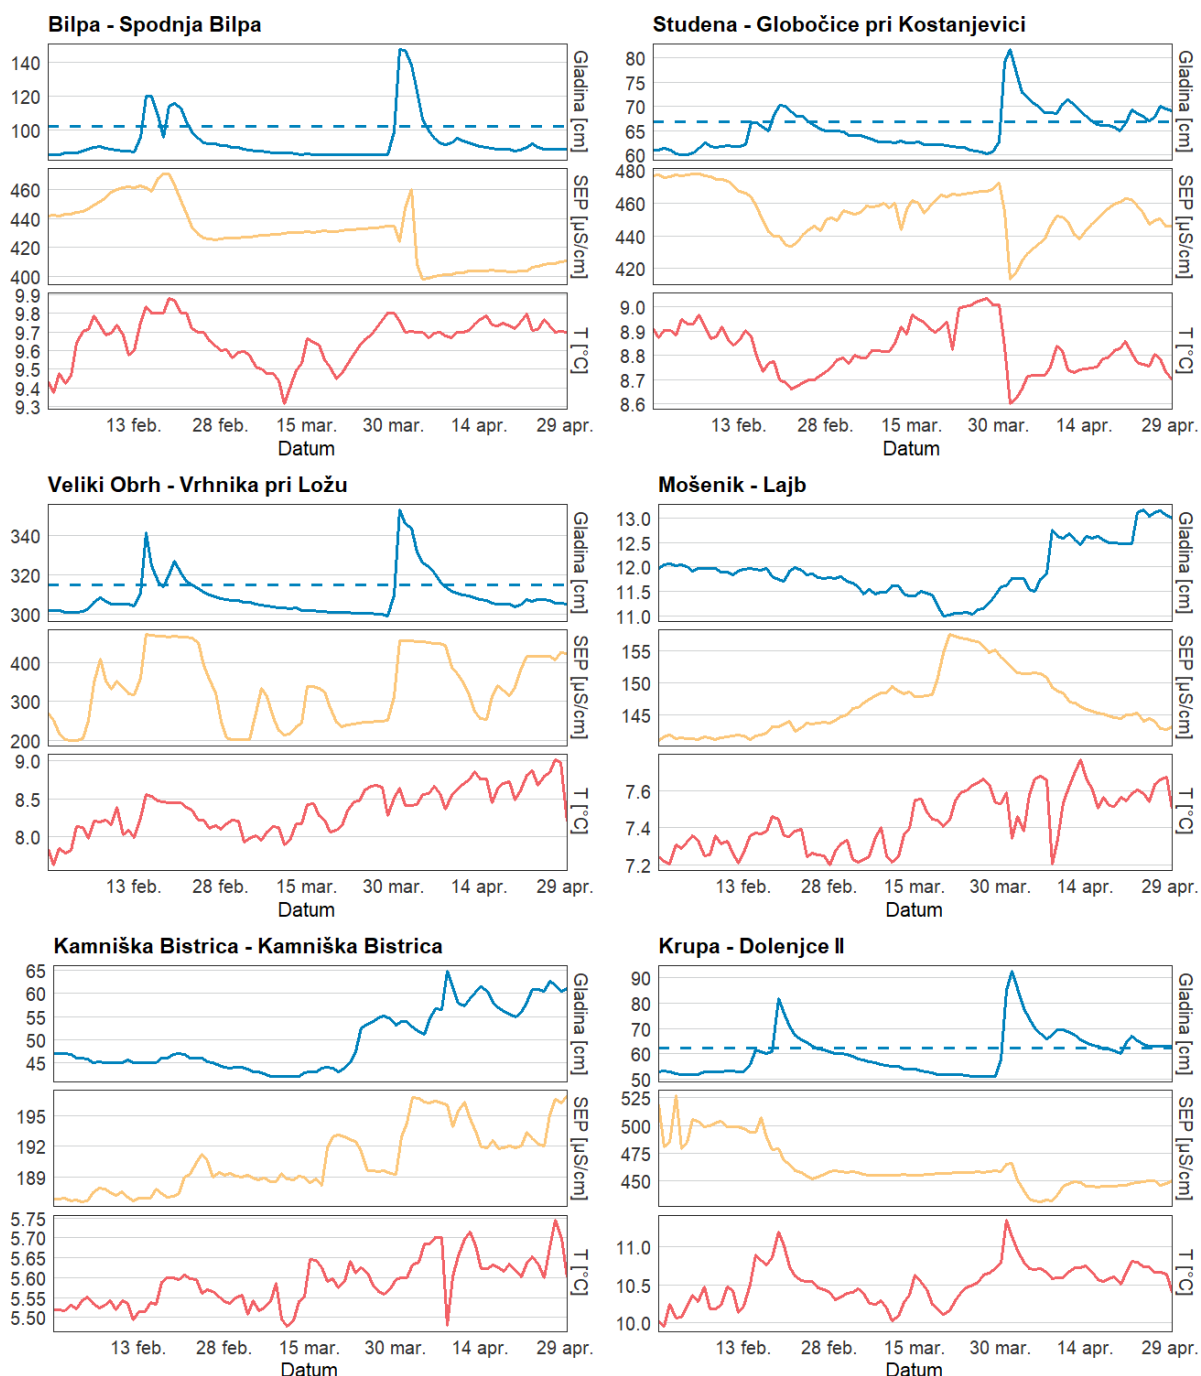 Bilpa - Spodnja Bilpa
140
120
100
Gladina [cm]
460
440
420
400
SEP [µS/cm]
9.9
9.8
9.7
9.6
9.5
9.4
9.3
T [°C]
13 feb. 28 feb. 15 mar. 30 mar. 14 apr. 29 apr.
Datum
Studena - Globočice pri Kostanjevici
80
75
70
65
60
Gladina [cm]
480
460
440
420
SEP [µS/cm]
9.0
8.9
8.8
8.7
8.6
T [°C]
13 feb. 28 feb. 15 mar. 30 mar. 14 apr. 29 apr.
Datum
Veliki Obrh - Vrhnika pri Ložu
340
320
300
Gladina [cm]
400
300
200
SEP [µS/cm]
9.0
8.5
8.0
T [°C]
13 feb. 28 feb. 15 mar. 30 mar. 14 apr. 29 apr.
Datum
Mošenik - Lajb
13.0
12.5
12.0
11.5
11.0
Gladina [cm]
155
150
145
SEP [µS/cm]
7.6
7.4
7.2
T [°C]
13 feb. 28 feb. 15 mar. 30 mar. 14 apr. 29 apr.
Datum
Kamniška Bistrica - Kamniška Bistrica
65
60
55
50
45
Gladina [cm]
195
192
189
SEP [µS/cm]
5.75
5.70
5.65
5.60
5.55
5.50
T [°C]
13 feb. 28 feb. 15 mar. 30 mar. 14 apr. 29 apr.
Datum
Krupa - Dolenjce II
90
80
70
60
50
Gladina [cm]
525
500
475
450
SEP [µS/cm]
11.0
10.5
10.0
T [°C]
13 feb. 28 feb. 15 mar. 30 mar. 14 apr. 29 apr.
Datum